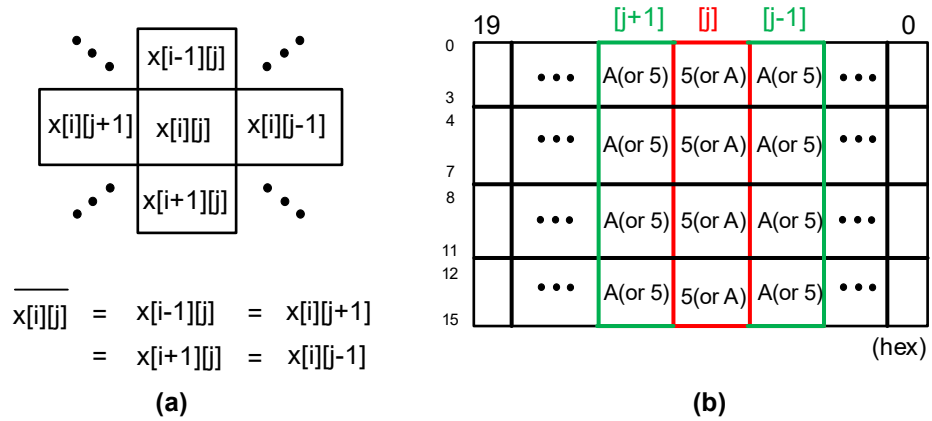 x[i-1][j]
x[i][j+1] x[i][j] x[i][j-1]
x[i+1][j]
x[i][j] = x[i-1][j] = x[i][j+1]
= x[i+1][j] = x[i][j-1]
(a)
19 [j+1] [j] [j-1] 0
0
A(or 5) 5(or A) A(or 5)
3
4
A(or 5) 5(or A) A(or 5)
7
8
A(or 5) 5(or A) A(or 5)
11
12
A(or 5) 5(or A) A(or 5)
15
(hex)
(b)